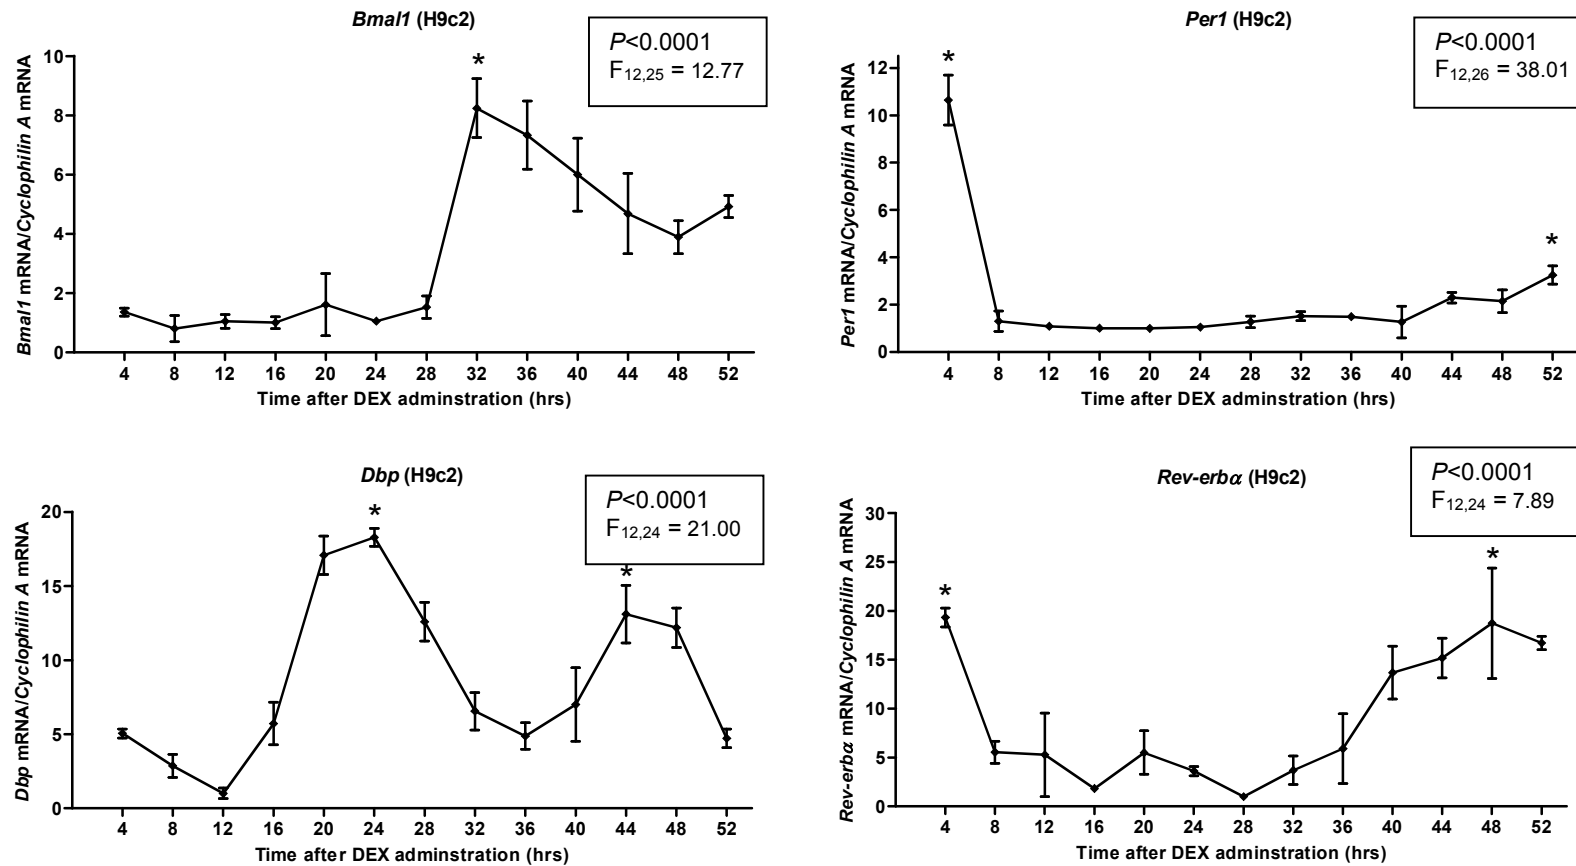 Bmal1 (H9c2)
P<0.0001
F12,25 = 12.77
Bmal1 mRNA/Cyclophilin A mRNA
10
8
6
4
2
0
*
4 8 12 16 20 24 28 32 36 40 44 48 52
Time after DEX adminstration (hrs)
Per1 (H9c2)
P<0.0001
F12,26 = 38.01
Per1 mRNA/Cyclophilin A mRNA
12
10
8
6
4
2
0
*
*
4 8 12 16 20 24 28 32 36 40 44 48 52
Time after DEX adminstration (hrs)
Dbp (H9c2)
P<0.0001
F12,24 = 21.00
Dbp mRNA/Cyclophilin A mRNA
20
15
10
5
0
*
*
4 8 12 16 20 24 28 32 36 40 44 48 52
Time after DEX adminstration (hrs)
Rev-erbα (H9c2)
P<0.0001
F12,24 = 7.89
Rev-erbα mRNA/Cyclophilin A mRNA
30
25
20
15
10
5
0
*
*
4 8 12 16 20 24 28 32 36 40 44 48 52
Time after DEX adminstration (hrs)